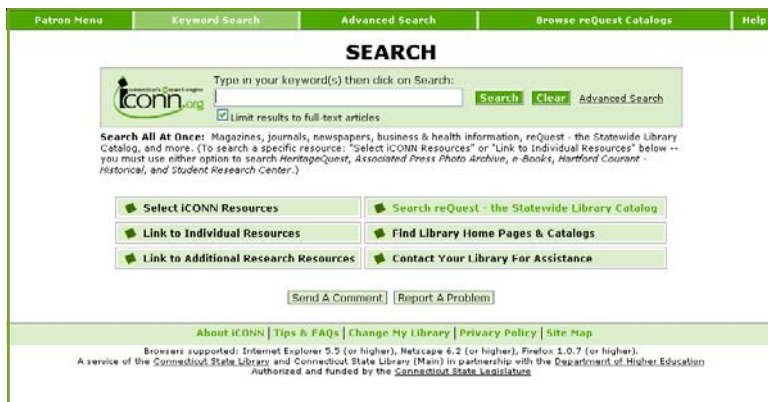 Patron Menu Keyword Search Advanced Search Browse reQuest Catalogs Help
SEARCH
Type in your keyword(s) then click on Search:
connecticut's research engine
iconn.org
Search Clear Advanced Search
Limit results to full-text articles
Search All At Once: Magazines, journals, newspapers, business & health information, reQuest - the Statewide Library
Catalog, and more. (To search a specific resource: "Select iCONN Resources" or "Link to Individual Resources" below --
you must use either option to search HeritageQuest, Associated Press Photo Archive, e-Books, Hartford Courant -
Historical, and Student Research Center.)
Select iCONN Resources Search reQuest - the Statewide Library Catalog
Link to Individual Resources Find Library Home Pages & Catalogs
Link to Additional Research Resources Contact Your Library For Assistance
Send A Comment Report A Problem
About iCONN | Tips & FAQs | Change My Library | Privacy Policy | Site Map
Browsers supported: Internet Explorer 5.5 (or higher), Netscape 6.2 (or higher), Firefox 1.0.7 (or higher).
A service of the Connecticut State Library and Connecticut State Library (Main) in partnership with the Department of Higher Education
Authorized and funded by the Connecticut State Legislature